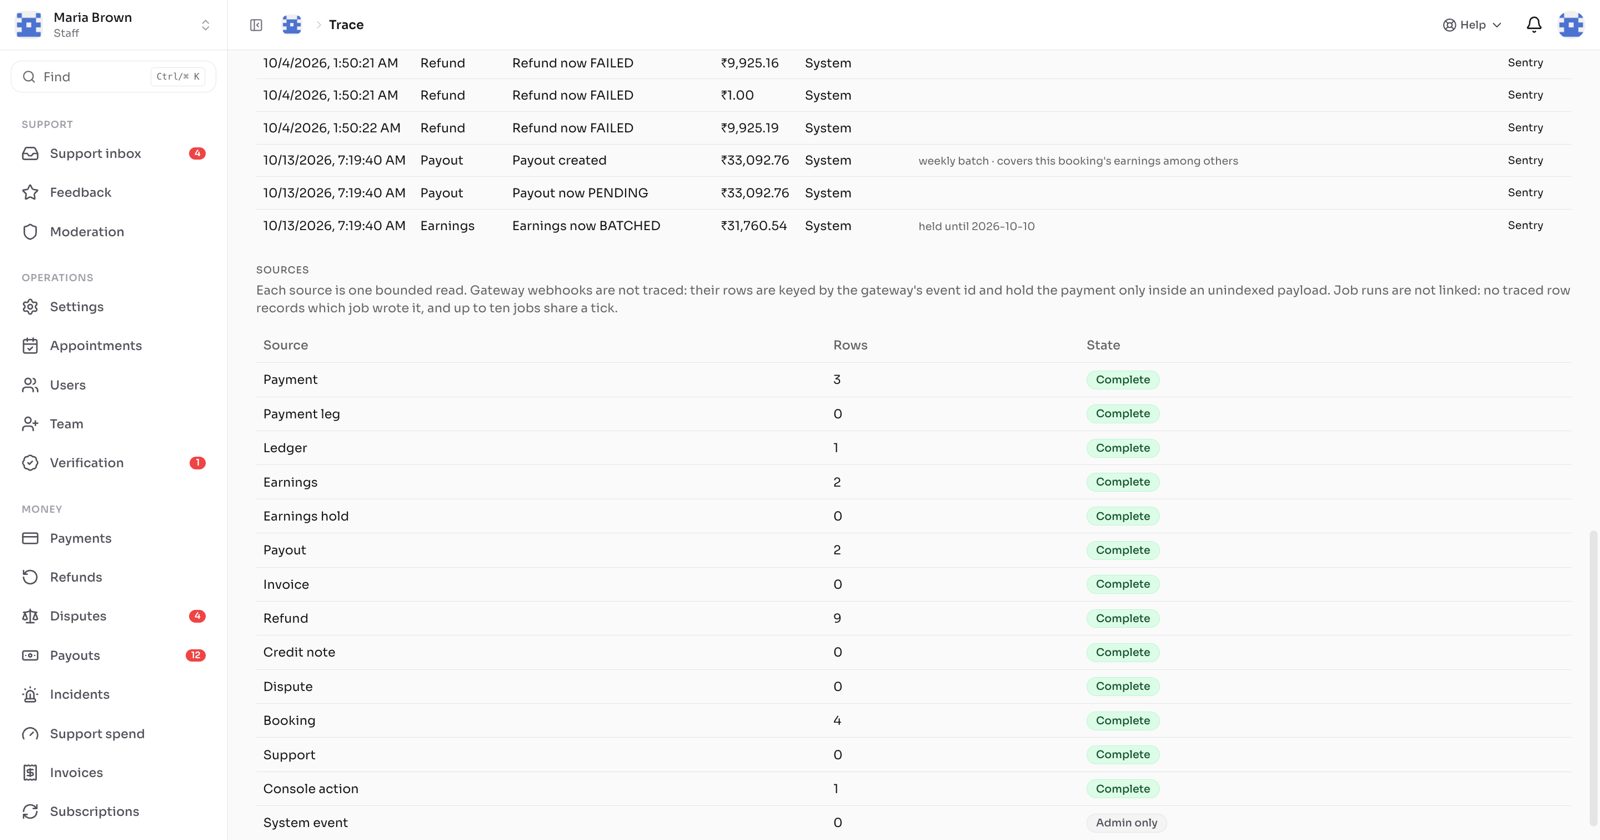 Maria Brown
Staff
Trace
Help
Find
Ctrl/⌘ K
SUPPORT
Support inbox 4
Feedback
Moderation
OPERATIONS
Settings
Appointments
Users
Team
Verification 1
MONEY
Payments
Refunds
Disputes 4
Payouts 12
Incidents
Support spend
Invoices
Subscriptions
10/4/2026, 1:50:21 AM Refund Refund now FAILED ₹9,925.16 System Sentry
10/4/2026, 1:50:21 AM Refund Refund now FAILED ₹1.00 System Sentry
10/4/2026, 1:50:22 AM Refund Refund now FAILED ₹9,925.19 System Sentry
10/13/2026, 7:19:40 AM Payout Payout created ₹33,092.76 System weekly batch · covers this booking's earnings among others Sentry
10/13/2026, 7:19:40 AM Payout Payout now PENDING ₹33,092.76 System Sentry
10/13/2026, 7:19:40 AM Earnings Earnings now BATCHED ₹31,760.54 System held until 2026-10-10 Sentry
SOURCES
Each source is one bounded read. Gateway webhooks are not traced: their rows are keyed by the gateway's event id and hold the payment only inside an unindexed payload. Job runs are not linked: no traced row
records which job wrote it, and up to ten jobs share a tick.
Source Rows State
Payment 3 Complete
Payment leg 0 Complete
Ledger 1 Complete
Earnings 2 Complete
Earnings hold 0 Complete
Payout 2 Complete
Invoice 0 Complete
Refund 9 Complete
Credit note 0 Complete
Dispute 0 Complete
Booking 4 Complete
Support 0 Complete
Console action 1 Complete
System event 0 Admin only